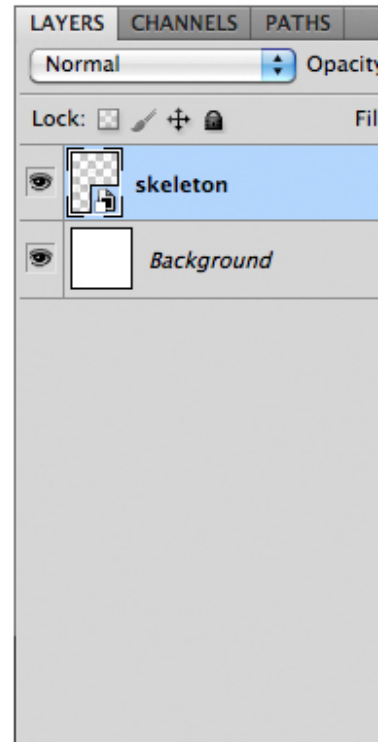 LAYERS CHANNELS PATHS
Normal Opacity
Lock: Fil
skeleton
Background